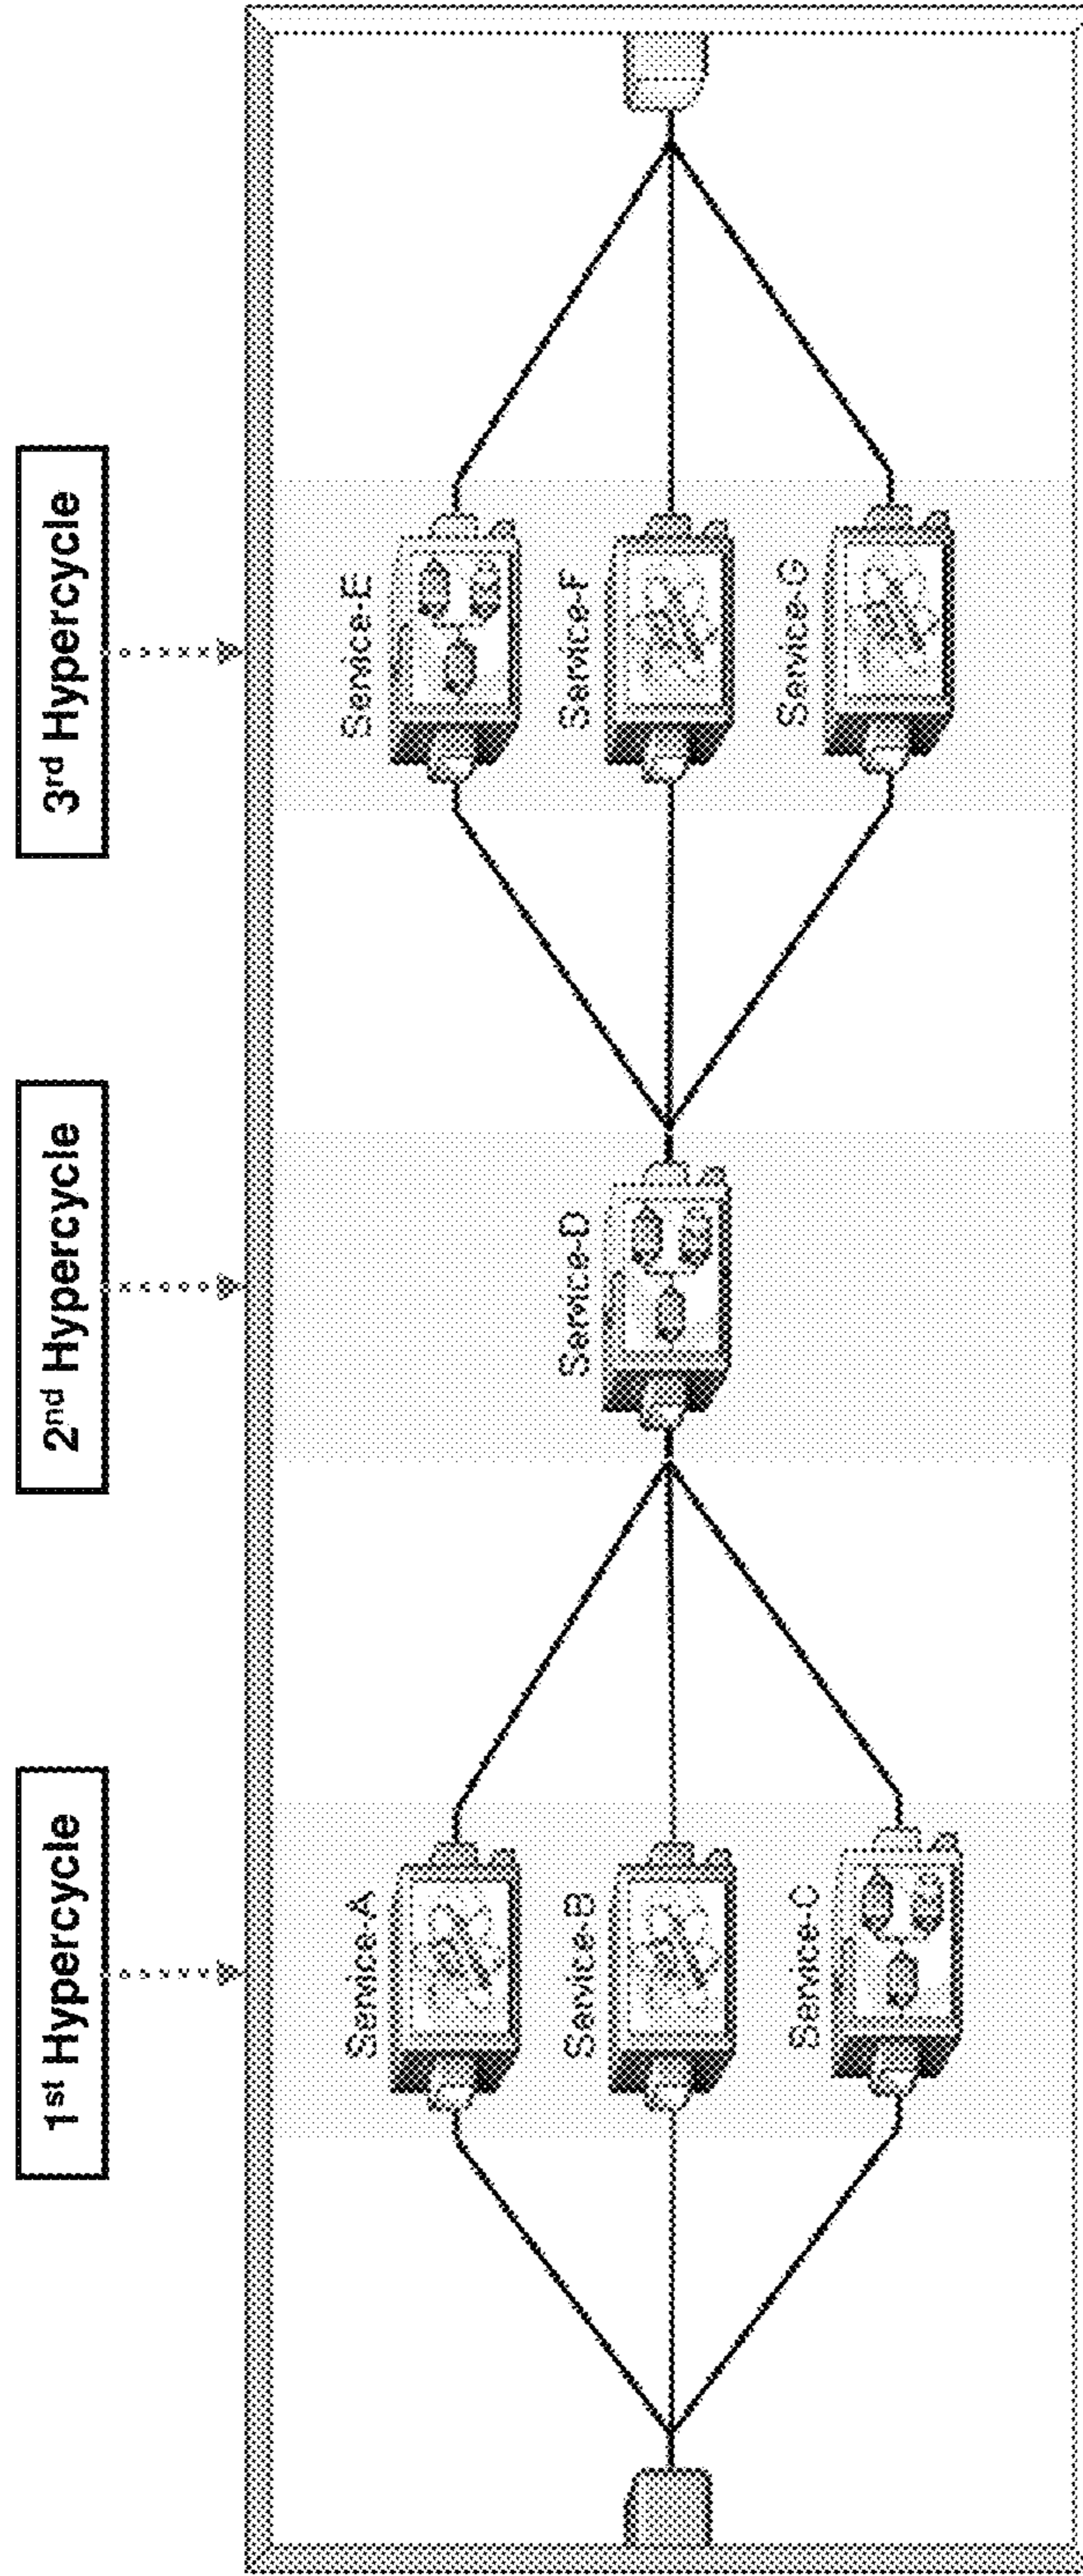 1st Hypercycle
2nd Hypercycle
3rd Hypercycle
Service-A
Service-B
Service-C
Service-D
Service-E
Service-F
Service-G